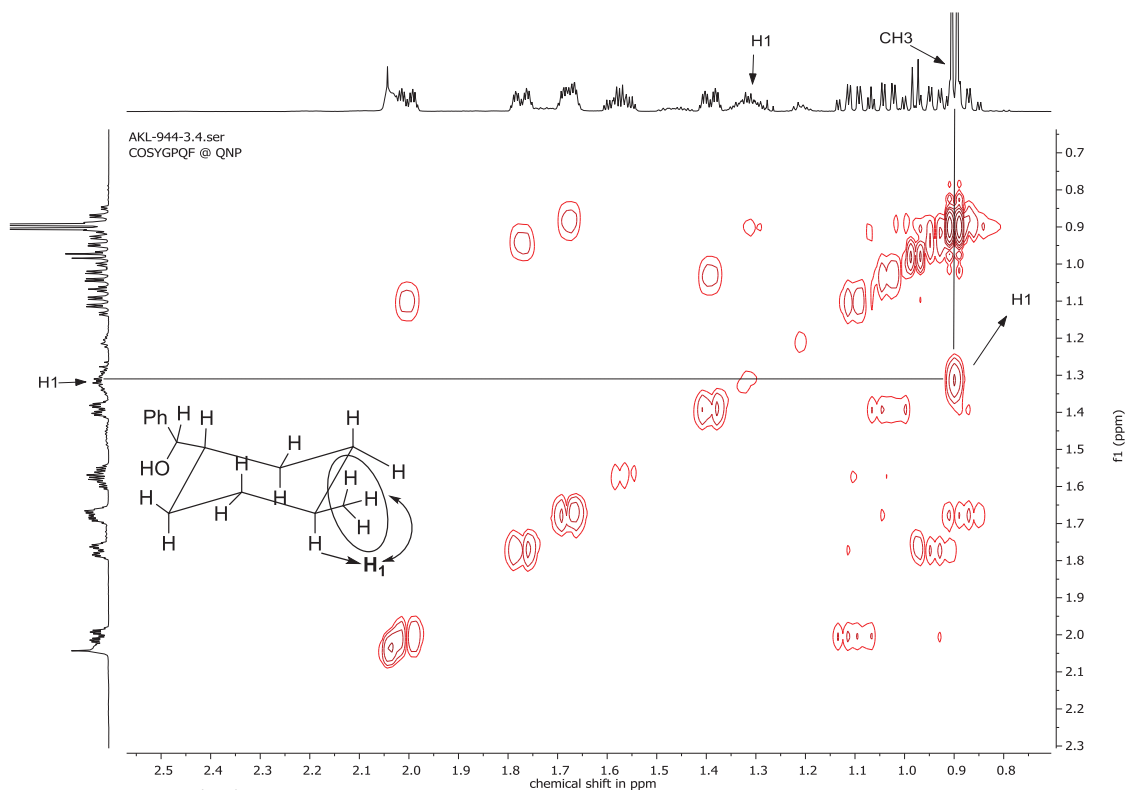 H1
CH3
AKL-944-3.4.ser
COSYGPQF @ QNP
0.7
0.8
0.9
1.0
1.1
1.2
1.3
1.4
1.5
1.6
1.7
1.8
1.9
2.0
2.1
2.2
2.3
f1 (ppm)
H1
H1
Ph H H H
HO H H H
H H H
H H
H H₁
2.5 2.4 2.3 2.2 2.1 2.0 1.9 1.8 1.7 1.6 1.5 1.4 1.3 1.2 1.1 1.0 0.9 0.8
chemical shift in ppm